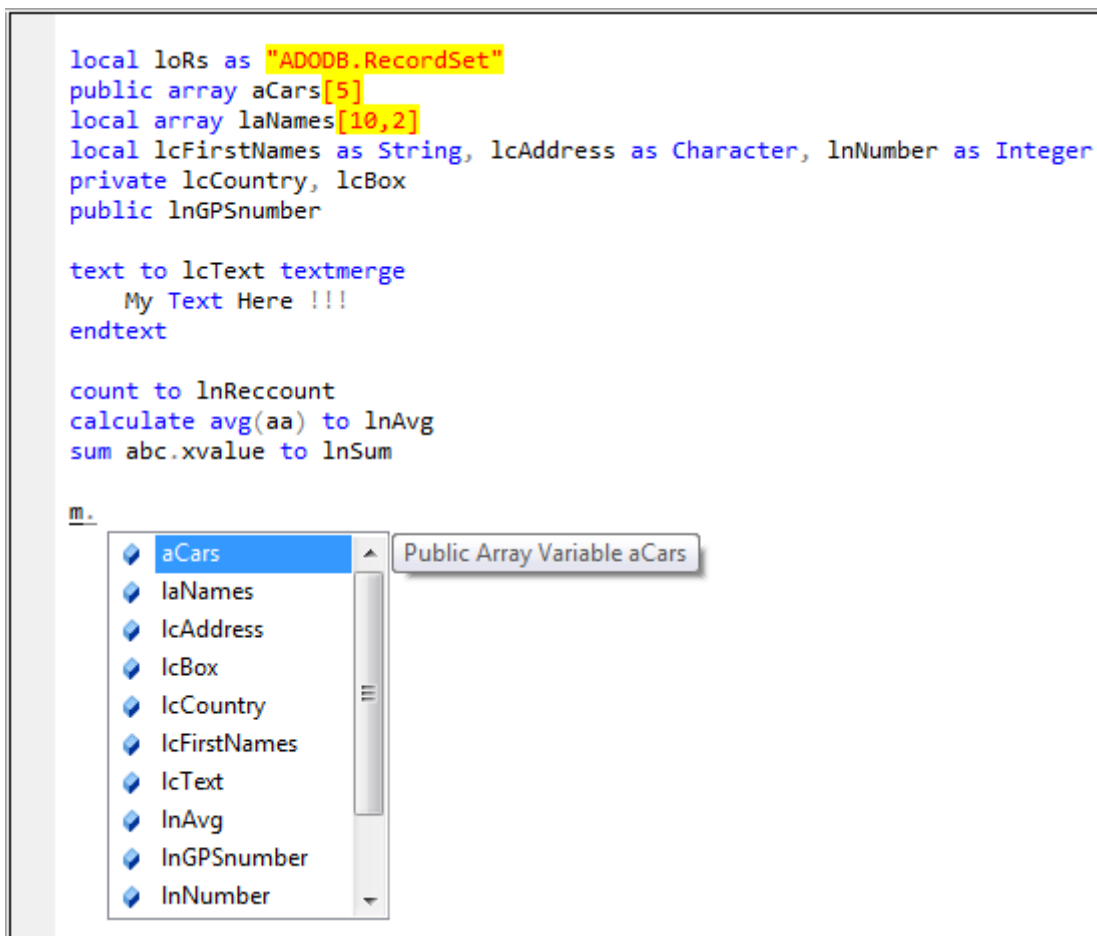 local loRs as "ADODB.RecordSet"
public array aCars[5]
local array laNames[10,2]
local lcFirstNames as String, lcAddress as Character, lnNumber as Integer
private lcCountry, lcBox
public lnGPSnumber
text to lcText textmerge
My Text Here !!!
endtext
count to lnReccount
calculate avg(aa) to lnAvg
sum abc.xvalue to lnSum
m.
aCars Public Array Variable aCars
laNames
lcAddress
lcBox
lcCountry
lcFirstNames
lcText
lnAvg
lnGPSnumber
lnNumber